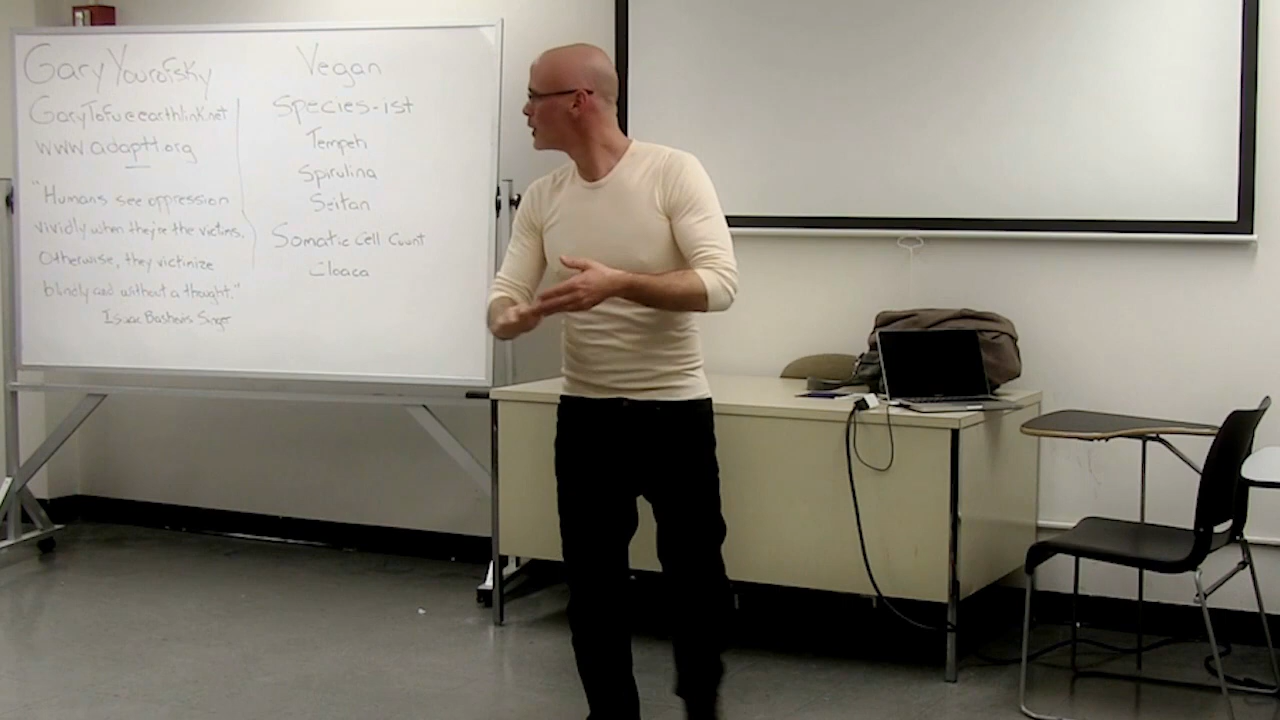 Gary Yourofsky
GaryTofu@earthlink.net
www.adaptt.org
"Humans see oppression
vividly when they're the victims.
Otherwise, they victimize
blindly and without a thought."
Isaac Bashevis Singer
Vegan
Species-ist
Tempeh
Spirulina
Seitan
Somatic Cell Count
Cloaca